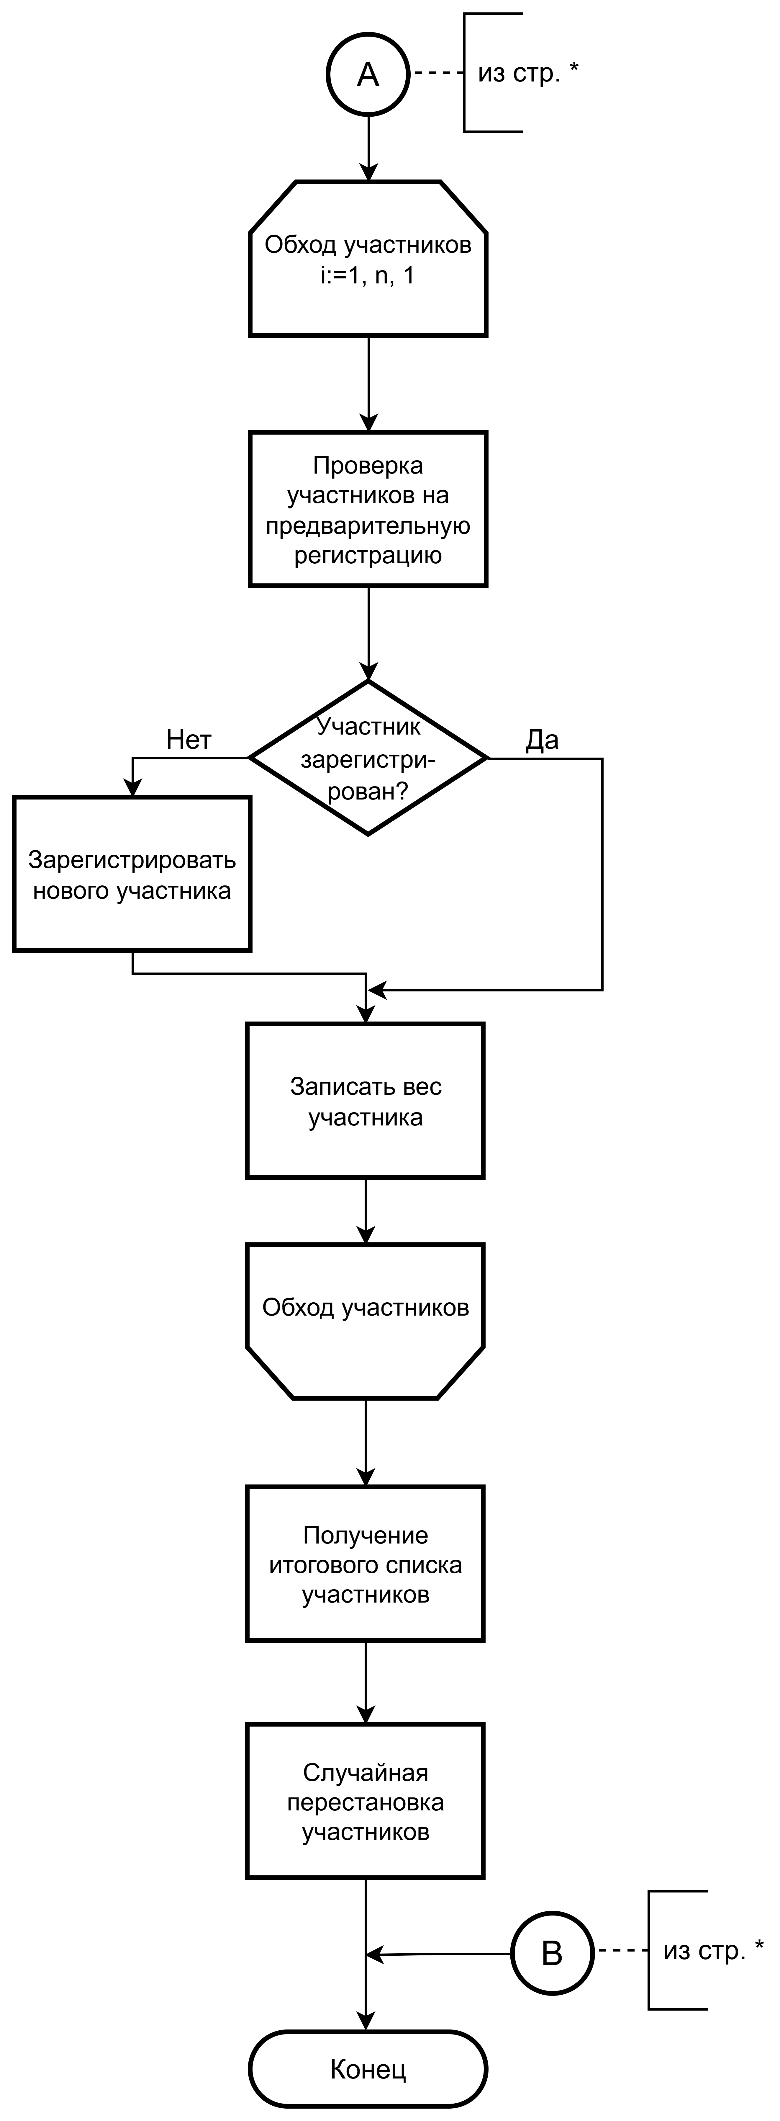 А
из стр. *
Обход участников
i:=1, n, 1
Проверка
участников на
предварительную
регистрацию
Участник
зарегистри-
рован?
Нет
Да
Зарегистрировать
нового участника
Записать вес
участника
Обход участников
Получение
итогового списка
участников
Случайная
перестановка
участников
В
из стр. *
Конец